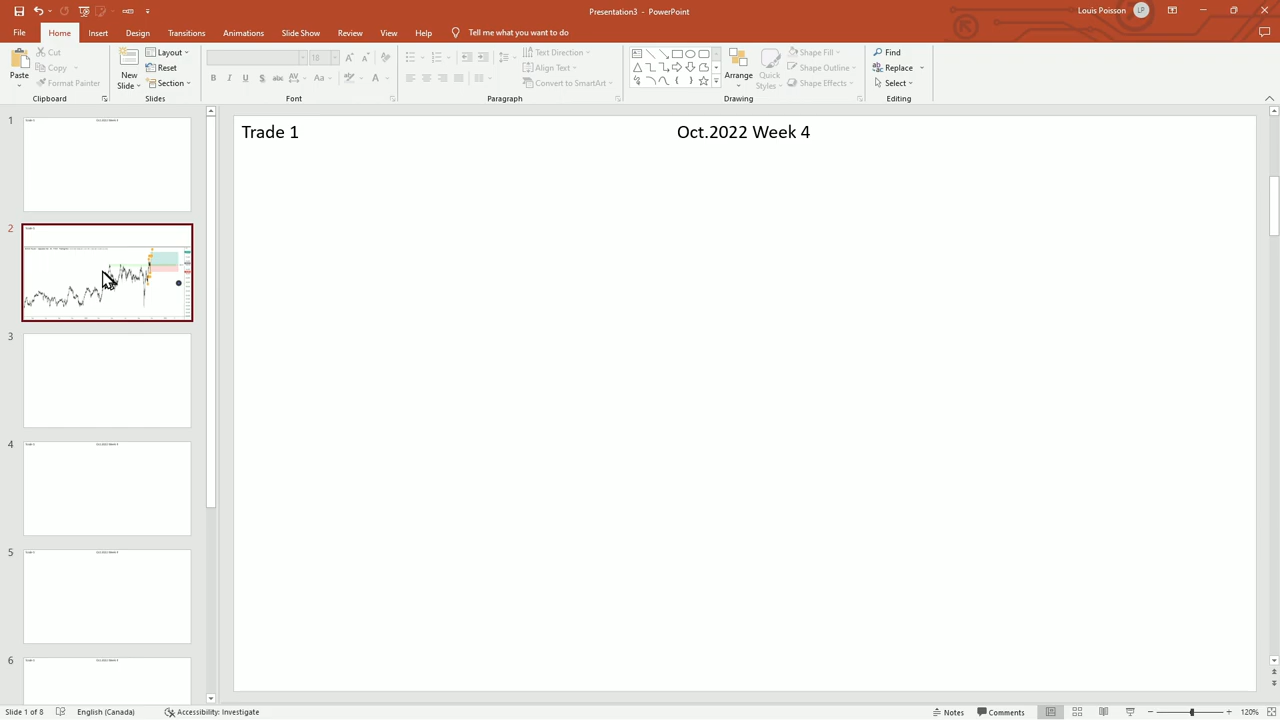 Presentation3 - PowerPoint
Louis Poisson LP
File Home Insert Design Transitions Animations Slide Show Review View Help Tell me what you want to do
Paste
Cut
Copy
Format Painter
Clipboard
New Slide
Layout
Reset
Section
Slides
18
B I U S AV Aa A
Font
Text Direction
Align Text
Convert to SmartArt
Paragraph
Arrange
Quick Styles
Shape Fill
Shape Outline
Shape Effects
Drawing
Find
Replace
Select
Editing
1
2
3
4
5
6
Trade 1 Oct.2022 Week 4
Slide 1 of 8 English (Canada) Accessibility: Investigate Notes Comments 120%